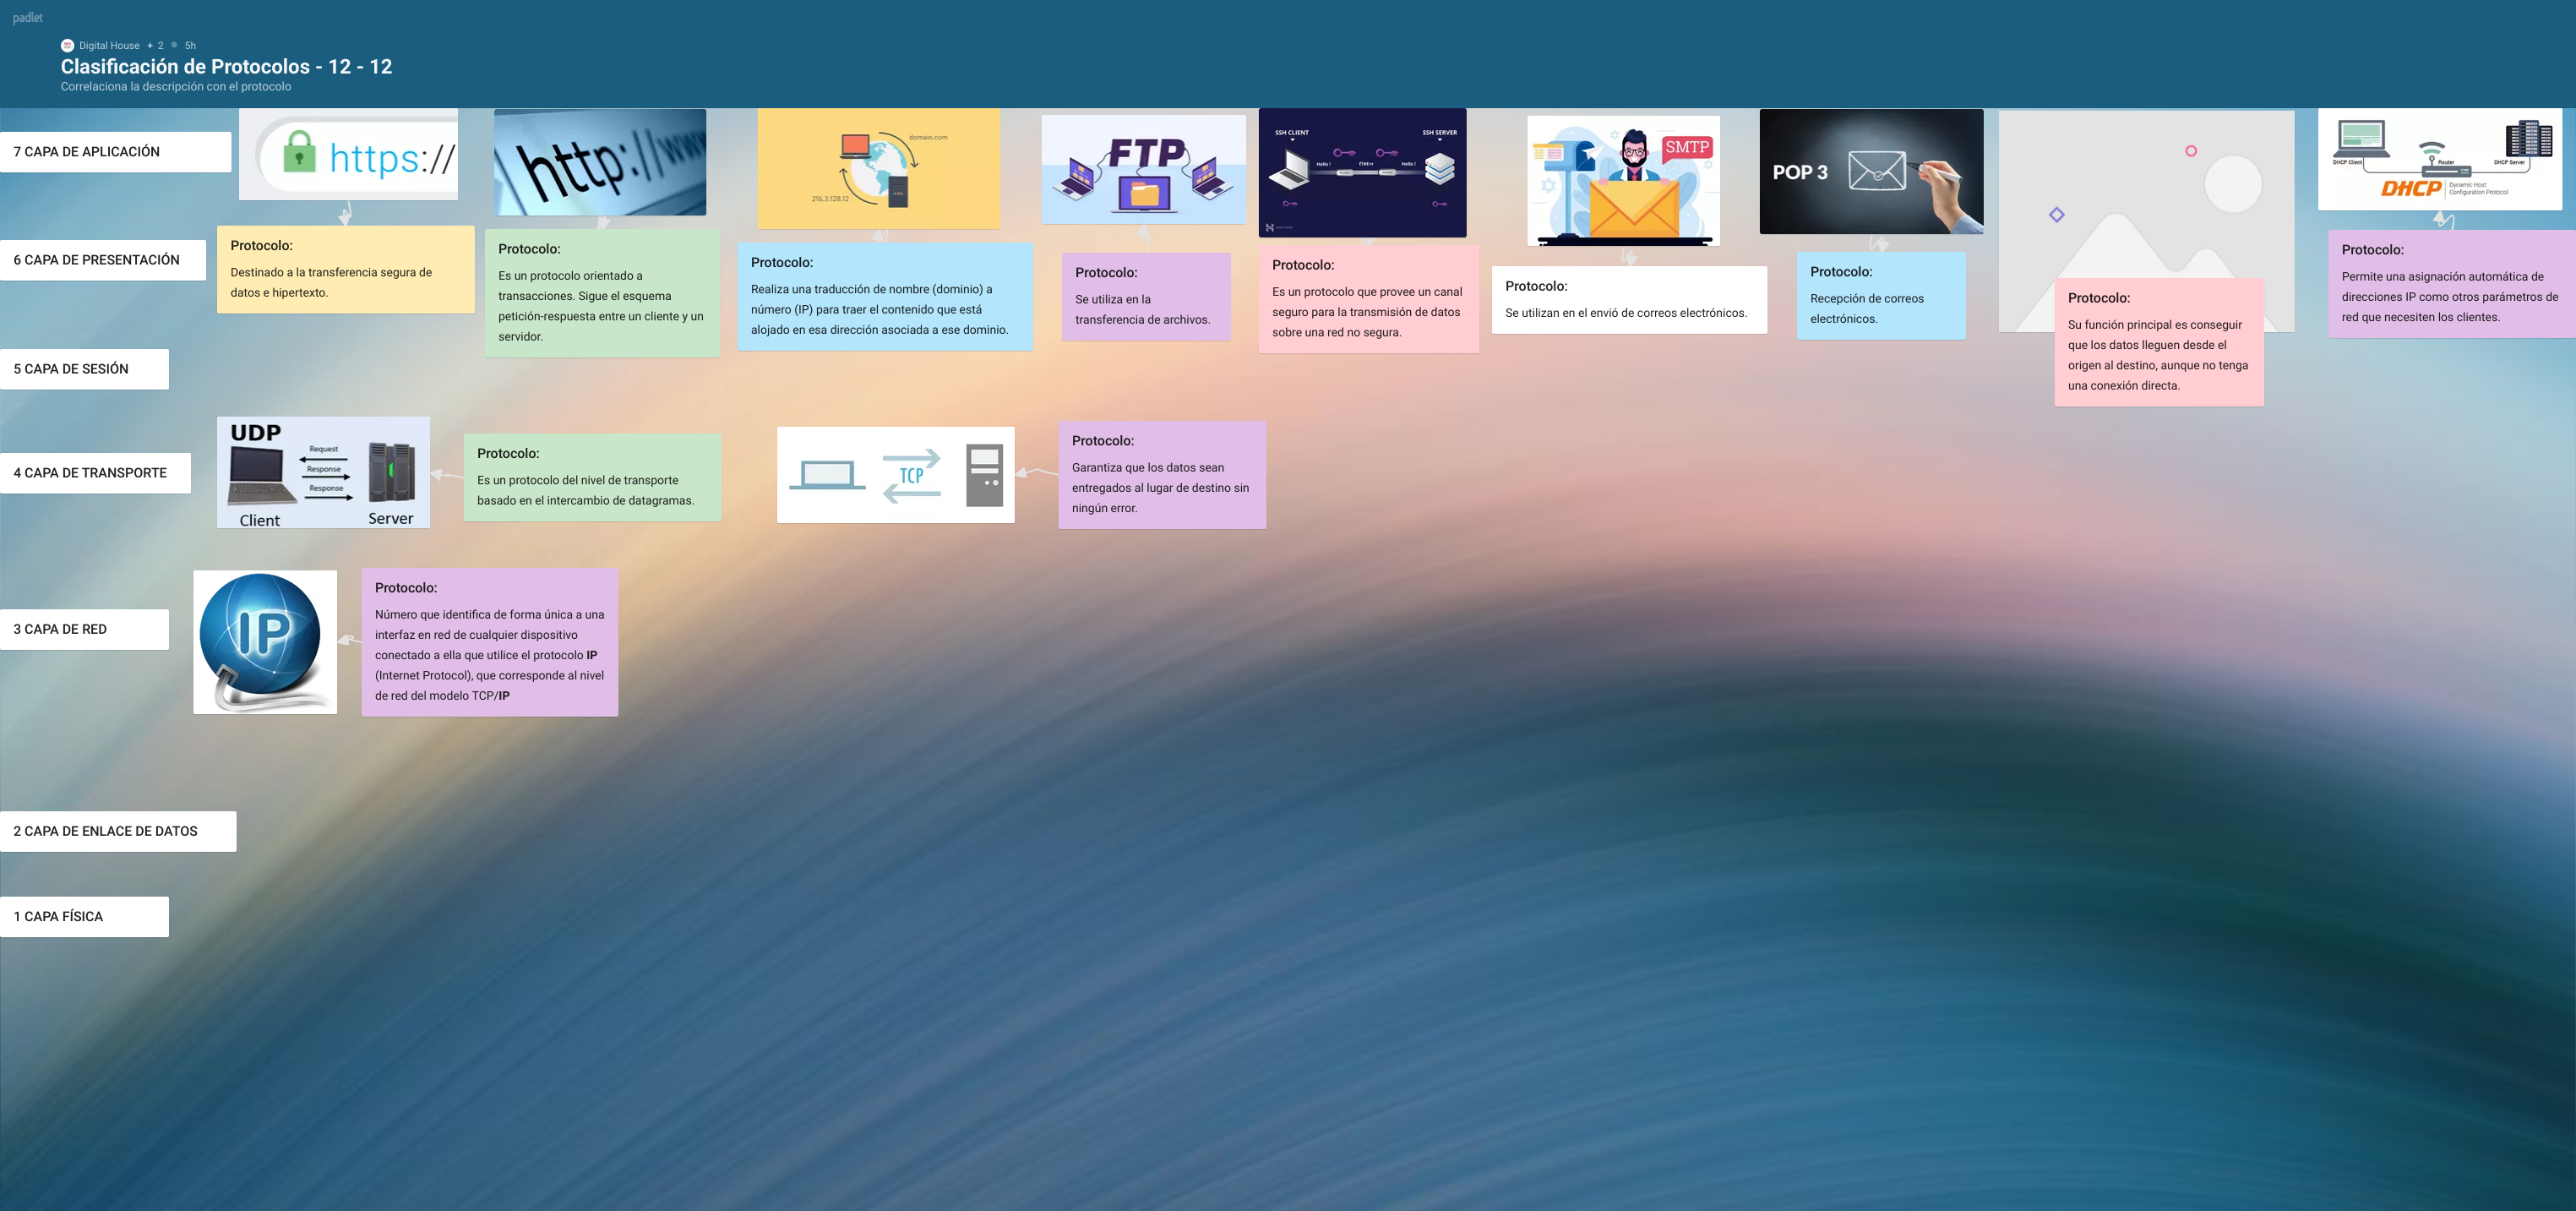 padlet
Digital House + 2 5h
Clasificación de Protocolos - 12 - 12
Correlaciona la descripción con el protocolo
7 CAPA DE APLICACIÓN
https://
http://www
domain.com
216.3.128.12
FTP
SSH CLIENT
SSH SERVER
Hello !
Hello !
SMTP
POP 3
DHCP Client
Router
DHCP Server
DHCP
Dynamic Host
Configuration Protocol
6 CAPA DE PRESENTACIÓN
Protocolo:
Destinado a la transferencia segura de
datos e hipertexto.
Protocolo:
Es un protocolo orientado a
transacciones. Sigue el esquema
petición-respuesta entre un cliente y un
servidor.
Protocolo:
Realiza una traducción de nombre (dominio) a
número (IP) para traer el contenido que está
alojado en esa dirección asociada a ese dominio.
Protocolo:
Se utiliza en la
transferencia de archivos.
Protocolo:
Es un protocolo que provee un canal
seguro para la transmisión de datos
sobre una red no segura.
Protocolo:
Se utilizan en el envió de correos electrónicos.
Protocolo:
Recepción de correos
electrónicos.
Protocolo:
Su función principal es conseguir
que los datos lleguen desde el
origen al destino, aunque no tenga
una conexión directa.
Protocolo:
Permite una asignación automática de
direcciones IP como otros parámetros de
red que necesiten los clientes.
5 CAPA DE SESIÓN
4 CAPA DE TRANSPORTE
UDP
Request
Response
Response
Client
Server
Protocolo:
Es un protocolo del nivel de transporte
basado en el intercambio de datagramas.
TCP
Protocolo:
Garantiza que los datos sean
entregados al lugar de destino sin
ningún error.
3 CAPA DE RED
IP
Protocolo:
Número que identifica de forma única a una
interfaz en red de cualquier dispositivo
conectado a ella que utilice el protocolo IP
(Internet Protocol), que corresponde al nivel
de red del modelo TCP/IP
2 CAPA DE ENLACE DE DATOS
1 CAPA FÍSICA